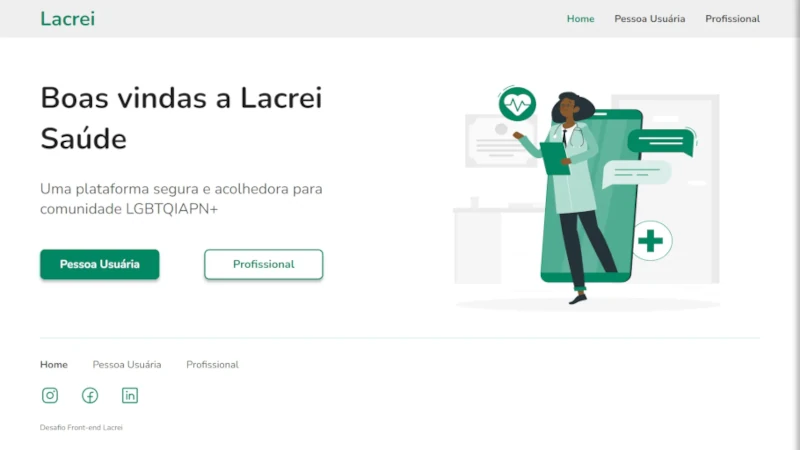 Lacrei
Home Pessoa Usuária Profissional
Boas vindas a Lacrei
Saúde
Uma plataforma segura e acolhedora para
comunidade LGBTQIAPN+
Pessoa Usuária Profissional
Home Pessoa Usuária Profissional
Desafio Front-end Lacrei